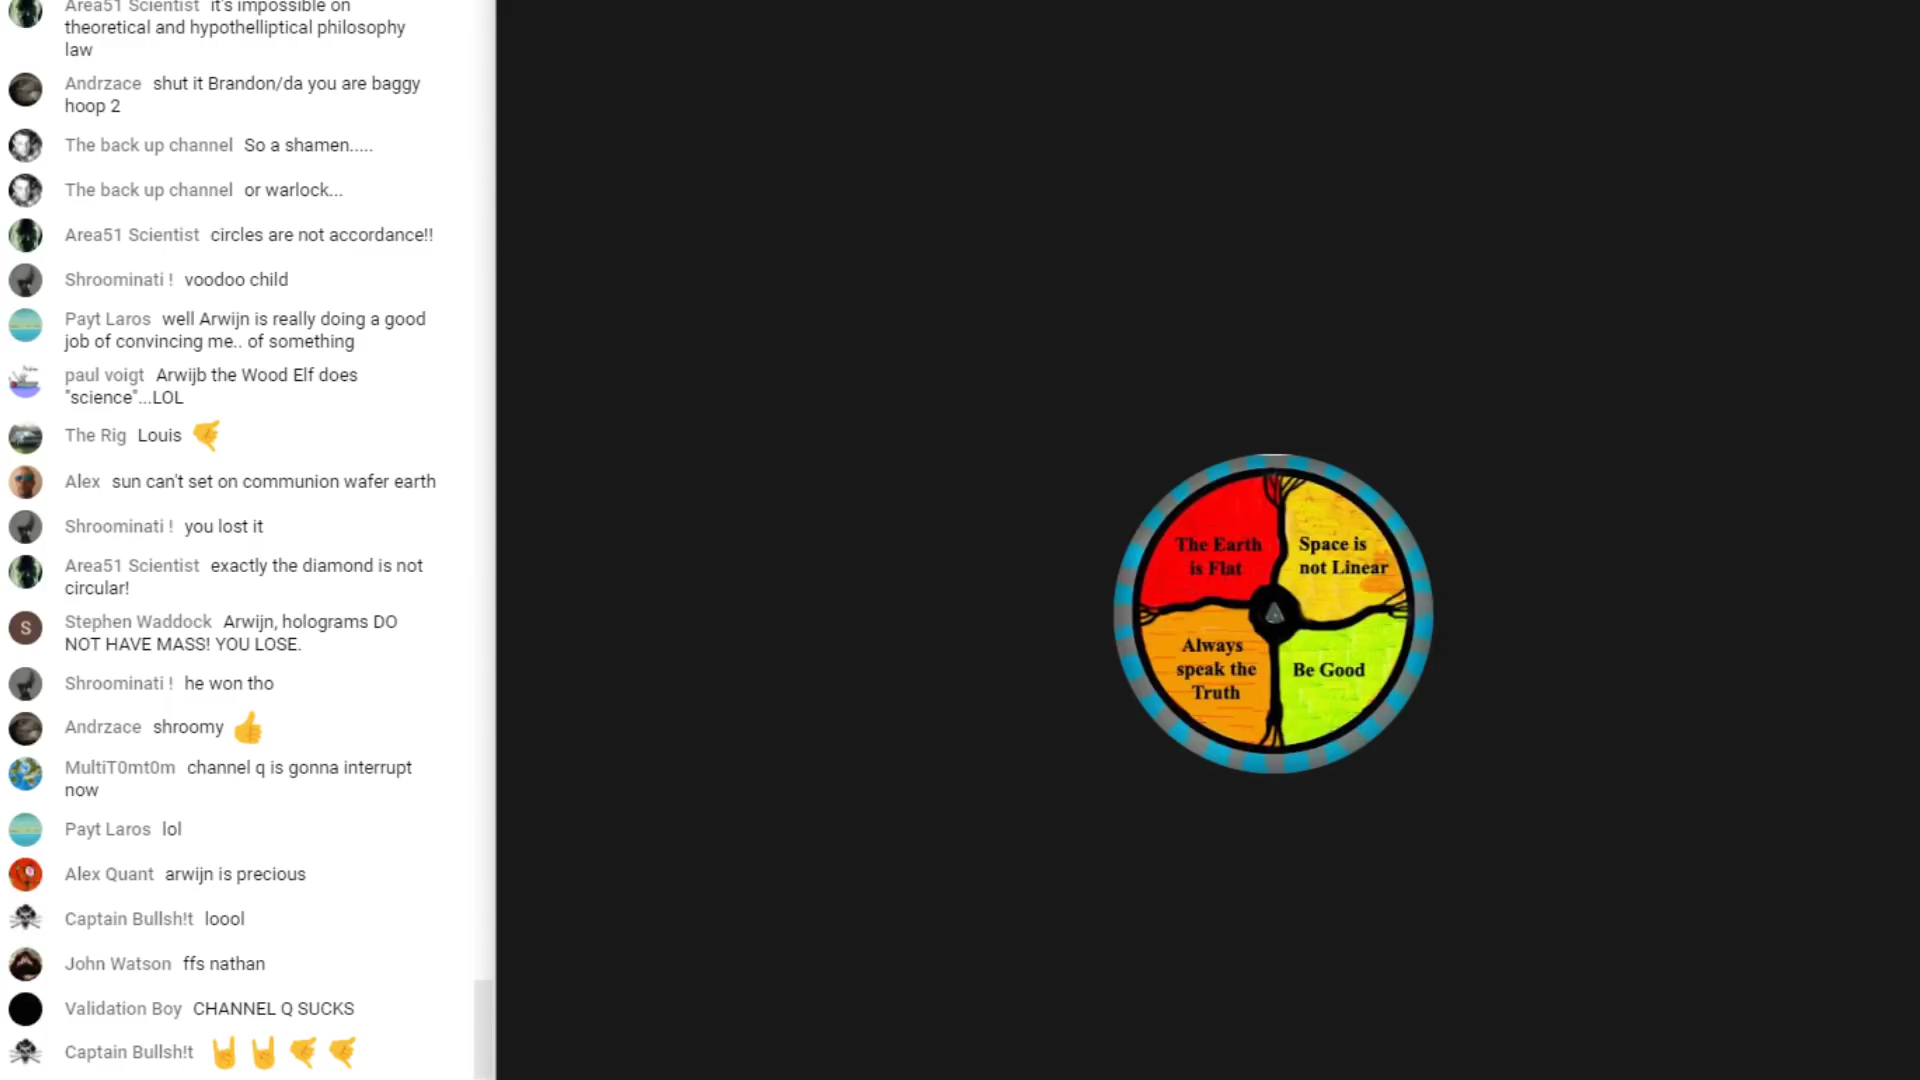 Area51 Scientist it's impossible on
theoretical and hypothelliptical philosophy
law
Andrzace shut it Brandon/da you are baggy
hoop 2
The back up channel So a shamen.....
The back up channel or warlock...
Area51 Scientist circles are not accordance!!
Shroominati ! voodoo child
Payt Laros well Arwijn is really doing a good
job of convincing me.. of something
paul voigt Arwijb the Wood Elf does
"science"...LOL
The Rig Louis 🤙
Alex sun can't set on communion wafer earth
Shroominati ! you lost it
Area51 Scientist exactly the diamond is not
circular!
S
Stephen Waddock Arwijn, holograms DO
NOT HAVE MASS! YOU LOSE.
Shroominati ! he won tho
Andrzace shroomy 👍
MultiT0mt0m channel q is gonna interrupt
now
Payt Laros lol
Alex Quant arwijn is precious
Captain Bullsh!t loool
John Watson ffs nathan
Validation Boy CHANNEL Q SUCKS
Captain Bullsh!t 🤘 🤘 🤙 🤙
The Earth
is Flat
Space is
not Linear
Always
speak the
Truth
Be Good